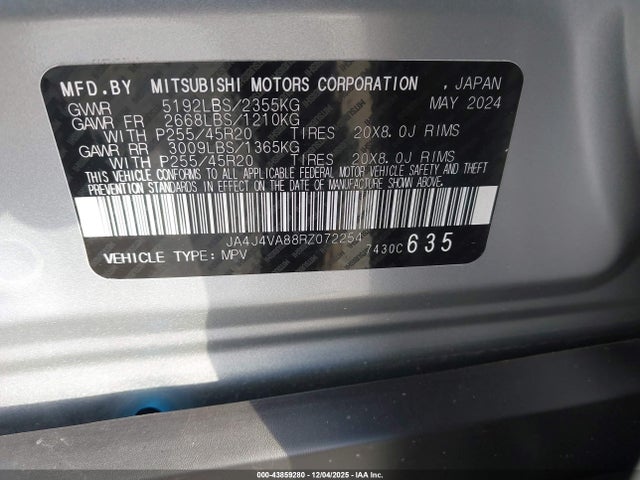 MFD.BY MITSUBISHI MOTORS CORPORATION . JAPAN
GVWR 5192LBS/2355KG MAY 2024
GAWR FR 2668LBS/1210KG
WITH P255/45R20 TIRES 20X8.0J RIMS
GAWR RR 3009LBS/1365KG
WITH P255/45R20 TIRES 20X8.0J RIMS
THIS VEHICLE CONFORMS TO ALL APPLICABLE FEDERAL MOTOR VEHICLE SAFETY AND THEFT
PREVENTION STANDARDS IN EFFECT ON THE DATE OF MANUFACTURE SHOWN ABOVE.
JA4J4VA88RZ072254
VEHICLE TYPE: MPV 7430C 635
000-43859280 - 12/04/2025 - IAA Inc.